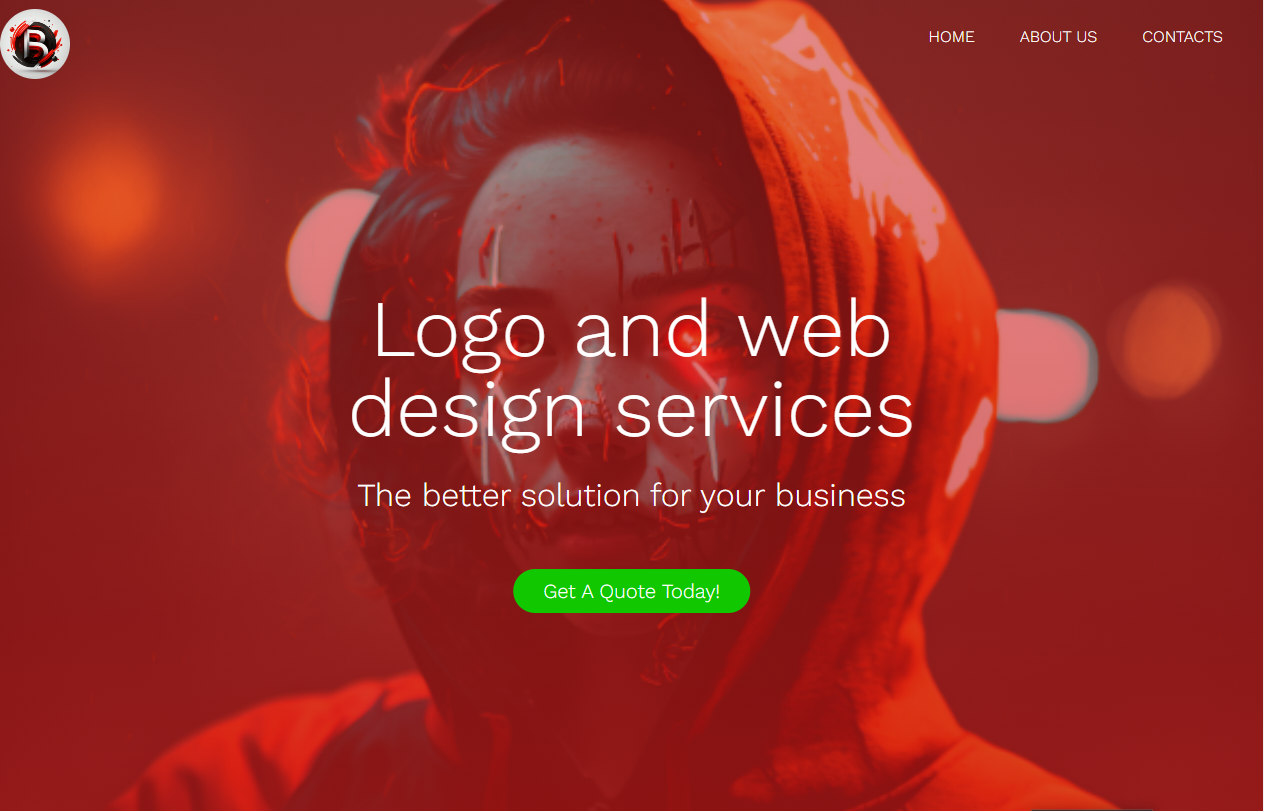 B
HOME ABOUT US CONTACTS
Logo and web
design services
The better solution for your business
Get A Quote Today!